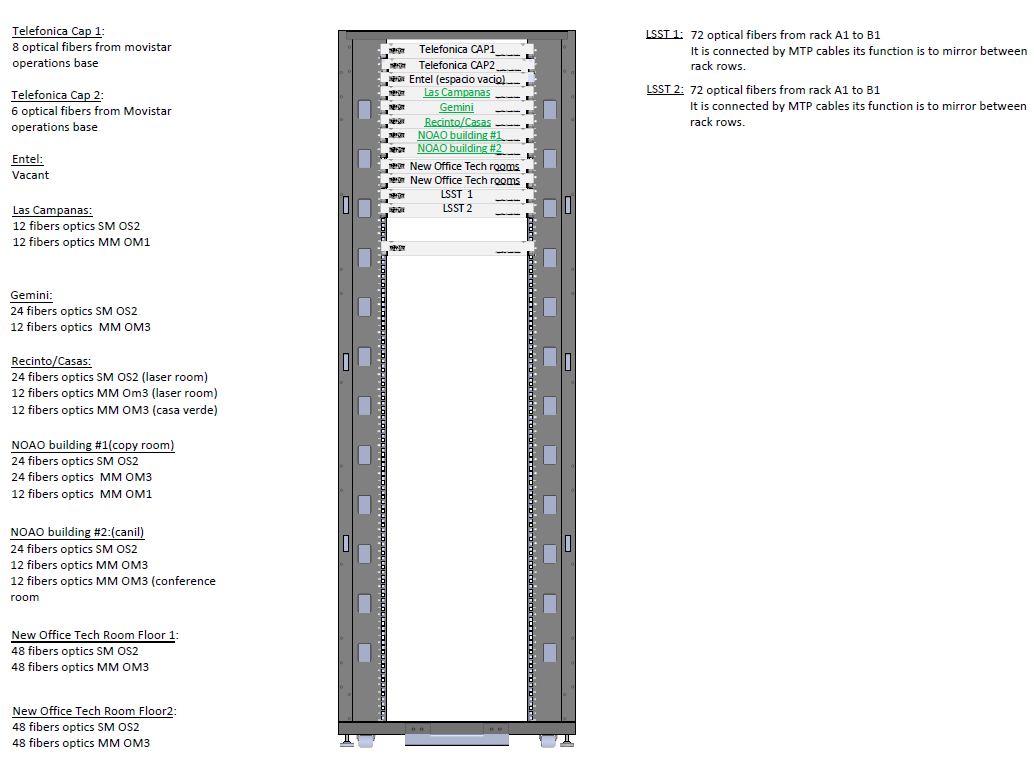 Telefonica Cap 1:
8 optical fibers from movistar
operations base
Telefonica Cap 2:
6 optical fibers from Movistar
operations base
Entel:
Vacant
Las Campanas:
12 fibers optics SM OS2
12 fibers optics MM OM1
Gemini:
24 fibers optics SM OS2
12 fibers optics MM OM3
Recinto/Casas:
24 fibers optics SM OS2 (laser room)
12 fibers optics MM Om3 (laser room)
12 fibers optics MM OM3 (casa verde)
NOAO building #1(copy room)
24 fibers optics SM OS2
24 fibers optics MM OM3
12 fibers optics MM OM1
NOAO building #2:(canil)
24 fibers optics SM OS2
12 fibers optics MM OM3
12 fibers optics MM OM3 (conference
room
New Office Tech Room Floor 1:
48 fibers optics SM OS2
48 fibers optics MM OM3
New Office Tech Room Floor2:
48 fibers optics SM OS2
48 fibers optics MM OM3
Telefonica CAP1
Telefonica CAP2
Entel (espacio vacio)
Las Campanas
Gemini
Recinto/Casas
NOAO building #1
NOAO building #2
New Office Tech rooms
New Office Tech rooms
LSST 1
LSST 2
LSST 1: 72 optical fibers from rack A1 to B1
It is connected by MTP cables its function is to mirror between
rack rows.
LSST 2: 72 optical fibers from rack A1 to B1
It is connected by MTP cables its function is to mirror between
rack rows.